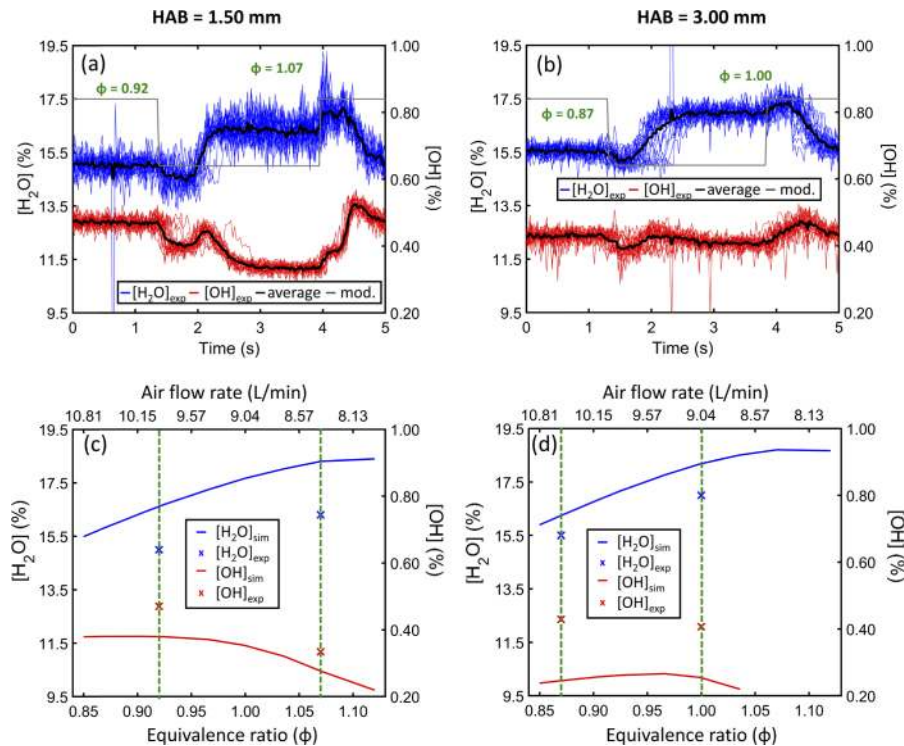 HAB = 1.50 mm
HAB = 3.00 mm
19.5
17.5
15.5
13.5
11.5
9.5
[H₂O] (%)
(a)
ϕ = 0.92
ϕ = 1.07
[H₂O]exp [OH]exp average mod.
1.00
0.80
0.60
0.40
0.20
[OH] (%)
0 1 2 3 4 5
Time (s)
19.5
17.5
15.5
13.5
11.5
9.5
[H₂O] (%)
(b)
ϕ = 0.87
ϕ = 1.00
[H₂O]exp [OH]exp average mod.
1.00
0.80
0.60
0.40
0.20
[OH] (%)
0 1 2 3 4 5
Time (s)
Air flow rate (L/min)
10.81 10.15 9.57 9.04 8.57 8.13
19.5
17.5
15.5
13.5
11.5
9.5
[H₂O] (%)
(c)
[H₂O]sim
[H₂O]exp
[OH]sim
[OH]exp
1.00
0.80
0.60
0.40
0.20
[OH] (%)
0.85 0.90 0.95 1.00 1.05 1.10
Equivalence ratio (ϕ)
Air flow rate (L/min)
10.81 10.15 9.57 9.04 8.57 8.13
19.5
17.5
15.5
13.5
11.5
9.5
[H₂O] (%)
(d)
[H₂O]sim
[H₂O]exp
[OH]sim
[OH]exp
1.00
0.80
0.60
0.40
0.20
[OH] (%)
0.85 0.90 0.95 1.00 1.05 1.10
Equivalence ratio (ϕ)